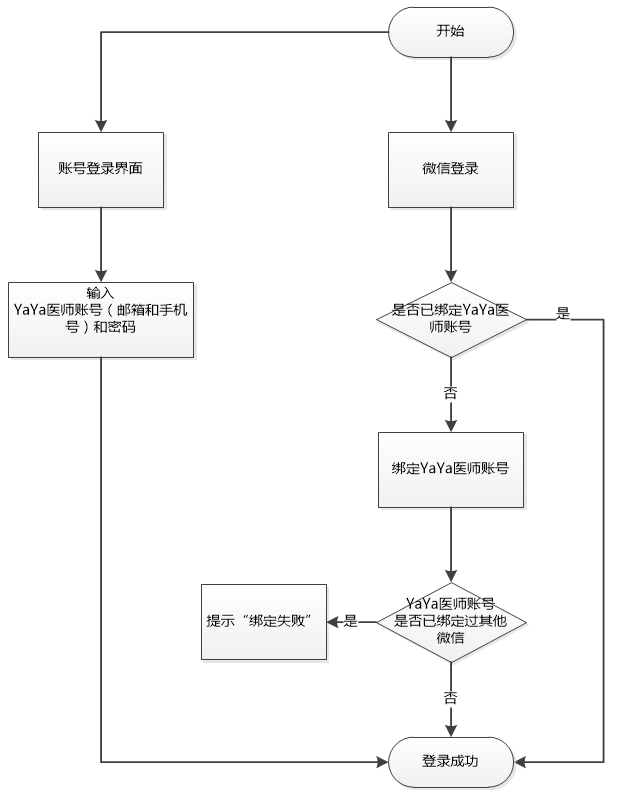 开始
账号登录界面
微信登录
输入
YaYa医师账号（邮箱和手机
号）和密码
是否已绑定YaYa医
师账号
是
否
绑定YaYa医师账号
YaYa医师账号
是否已绑定过其他
微信
是
提示“绑定失败”
否
登录成功